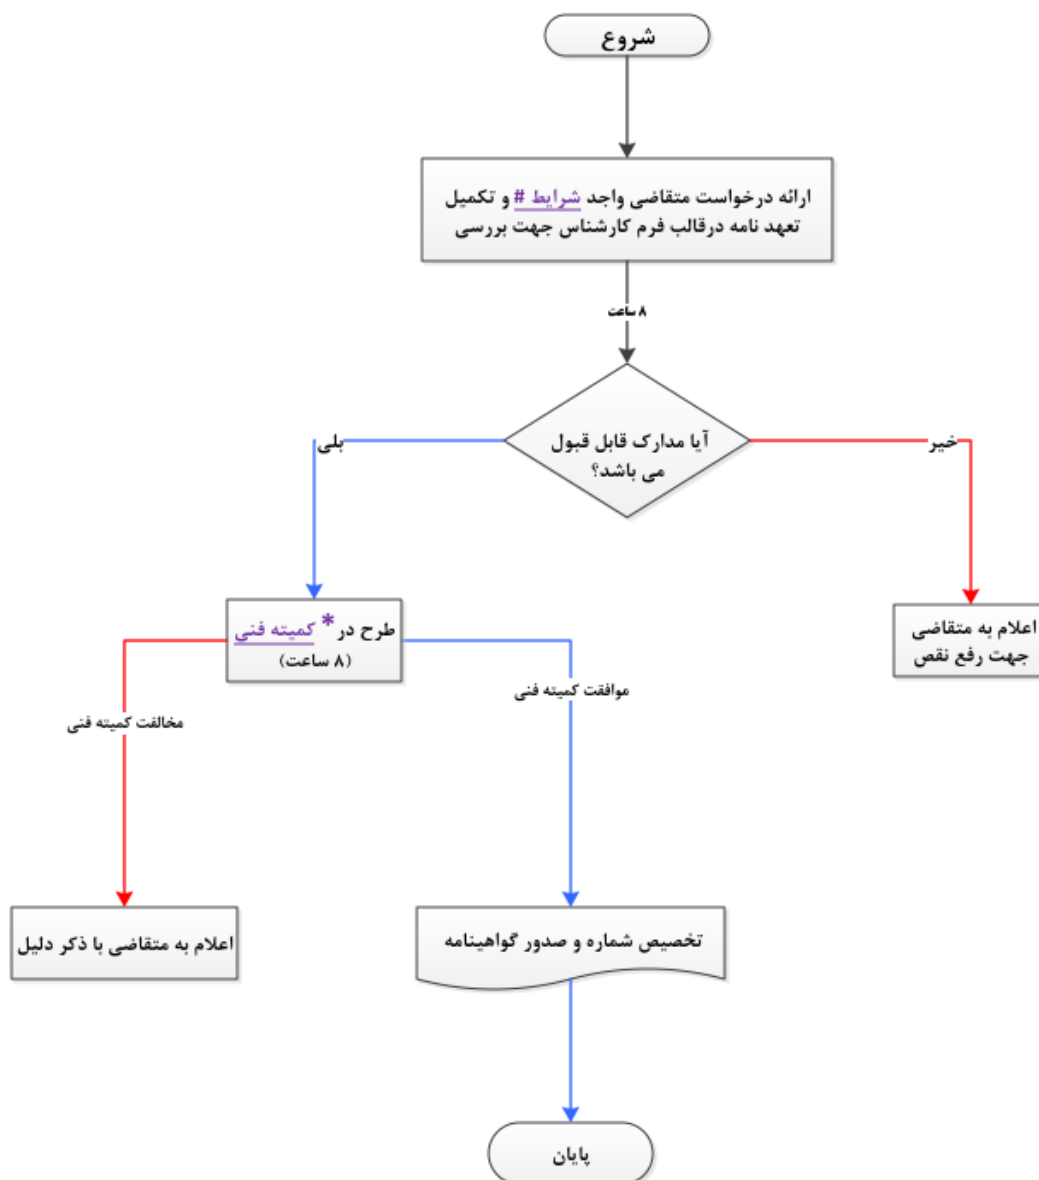 شروع
ارائه درخواست متقاضی واجد شرایط # و تکمیل
تعهد نامه درقالب فرم کارشناس جهت بررسی
۸ ساعت
آیا مدارک قابل قبول
می باشد؟
خیر
بلی
اعلام به متقاضی
جهت رفع نقص
طرح در * کمیته فنی
(۸ ساعت)
موافقت کمیته فنی
مخالفت کمیته فنی
تخصیص شماره و صدور گواهینامه
اعلام به متقاضی با ذکر دلیل
پایان